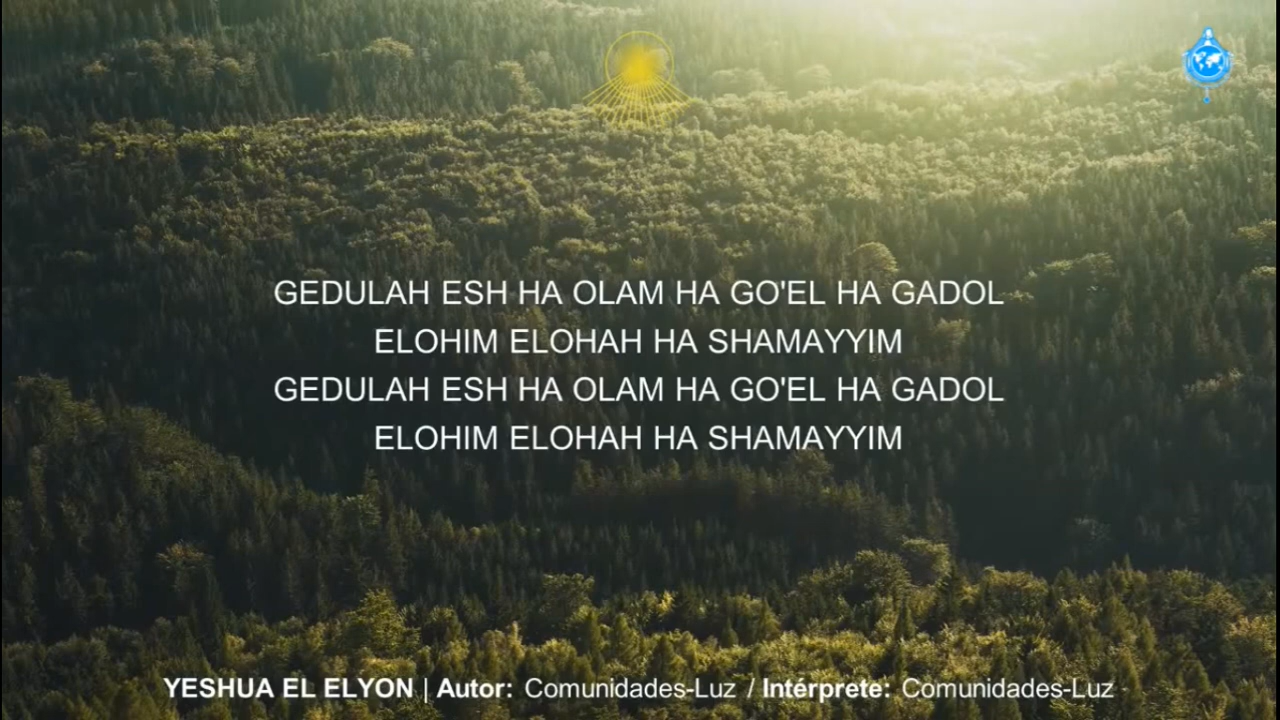 GEDULAH ESH HA OLAM HA GO'EL HA GADOL
ELOHIM ELOHAH HA SHAMAYYIM
GEDULAH ESH HA OLAM HA GO'EL HA GADOL
ELOHIM ELOHAH HA SHAMAYYIM
YESHUA EL ELYON | Autor: Comunidades-Luz / Intérprete: Comunidades-Luz